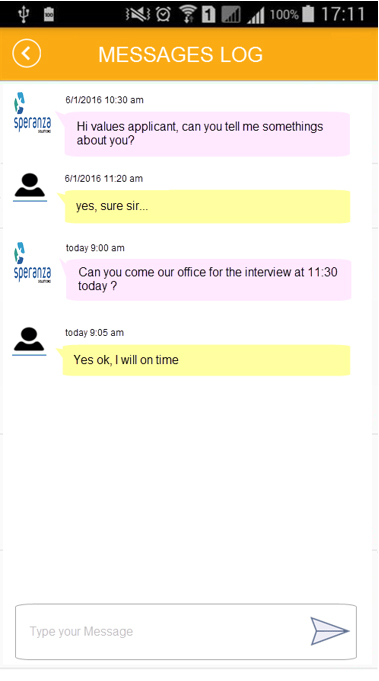 100% 17:11
MESSAGES LOG
6/1/2016 10:30 am
speranza
Hi values applicant, can you tell me somethings
about you?
6/1/2016 11:20 am
yes, sure sir...
today 9:00 am
speranza
Can you come our office for the interview at 11:30
today ?
today 9:05 am
Yes ok, I will on time
Type your Message